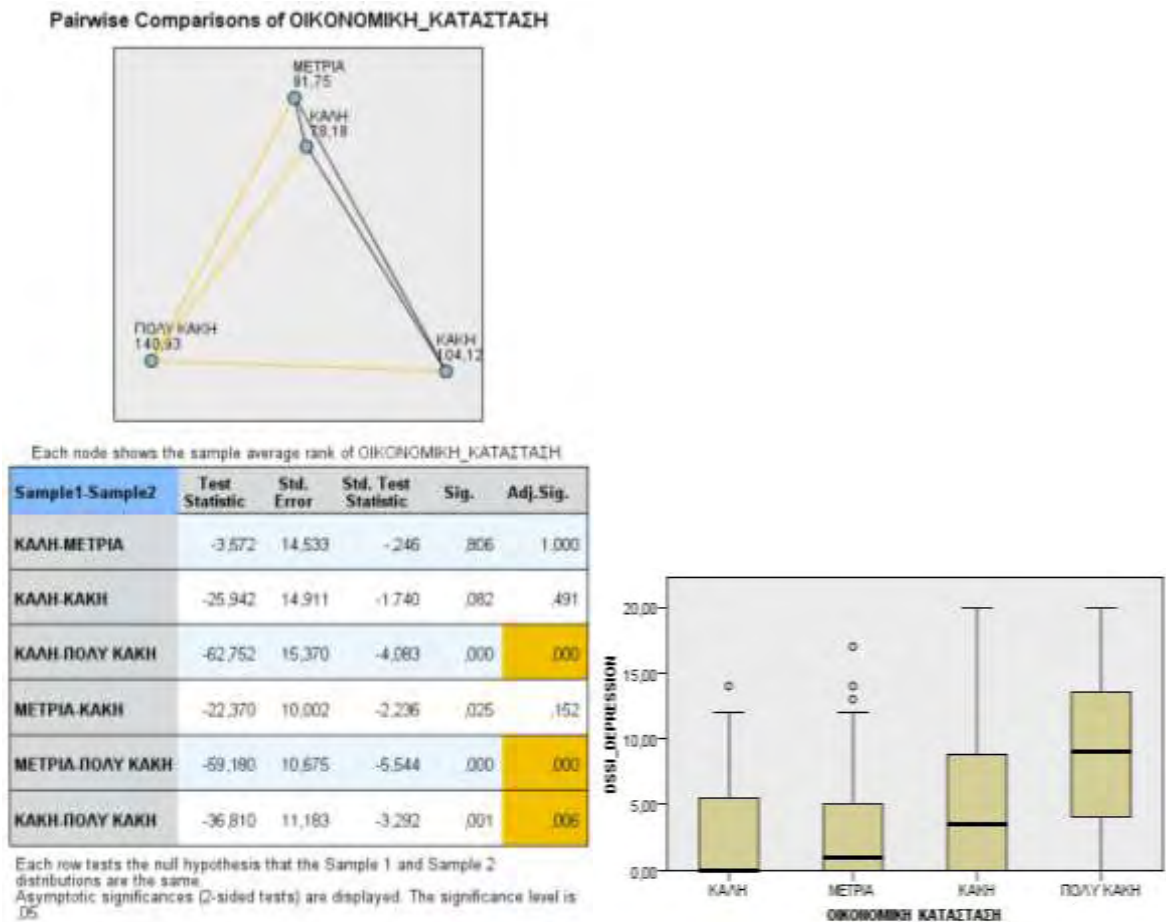 Pairwise Comparisons of ΟΙΚΟΝΟΜΙΚΗ_ΚΑΤΑΣΤΑΣΗ
ΜΕΤΡΙΑ
81,75
ΚΑΛΗ
78,18
ΠΟΛΥ ΚΑΚΗ
140,93
ΚΑΚΗ
104,12
Each node shows the sample average rank of ΟΙΚΟΝΟΜΙΚΗ_ΚΑΤΑΣΤΑΣΗ.
Sample1-Sample2 Test Statistic Std. Error Std. Test Statistic Sig. Adj.Sig.
ΚΑΛΗ-ΜΕΤΡΙΑ -3,572 14,533 -,246 ,806 1,000
ΚΑΛΗ-ΚΑΚΗ -25,942 14,911 -1,740 ,082 ,491
ΚΑΛΗ-ΠΟΛΥ ΚΑΚΗ -62,752 15,370 -4,083 ,000 ,000
ΜΕΤΡΙΑ-ΚΑΚΗ -22,370 10,002 -2,236 ,025 ,152
ΜΕΤΡΙΑ-ΠΟΛΥ ΚΑΚΗ -59,180 10,675 -5,544 ,000 ,000
ΚΑΚΗ-ΠΟΛΥ ΚΑΚΗ -36,810 11,183 -3,292 ,001 ,006
Each row tests the null hypothesis that the Sample 1 and Sample 2
distributions are the same.
Asymptotic significances (2-sided tests) are displayed. The significance level is
,05.
DSSI_DEPRESSION
20,00
15,00
10,00
5,00
0,00
ΚΑΛΗ ΜΕΤΡΙΑ ΚΑΚΗ ΠΟΛΥ ΚΑΚΗ
ΟΙΚΟΝΟΜΙΚΗ ΚΑΤΑΣΤΑΣΗ